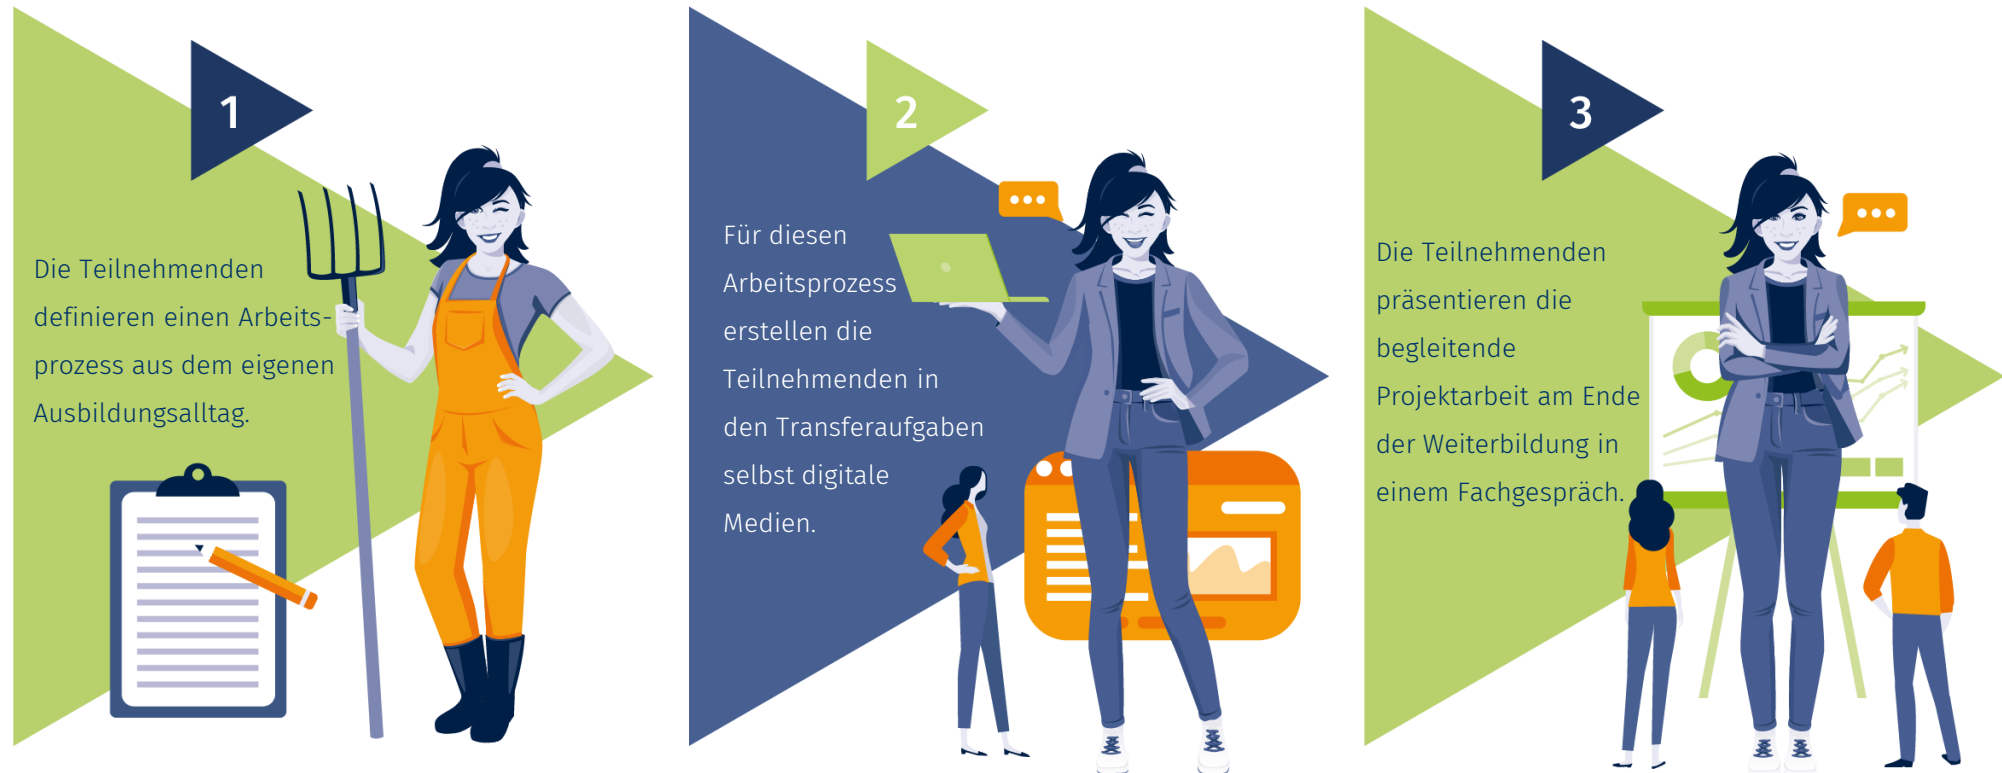 1
Die Teilnehmenden
definieren einen Arbeits-
prozess aus dem eigenen
Ausbildungsalltag.
2
Für diesen
Arbeitsprozess
erstellen die
Teilnehmenden in
den Transferaufgaben
selbst digitale
Medien.
3
Die Teilnehmenden
präsentieren die
begleitende
Projektarbeit am Ende
der Weiterbildung in
einem Fachgespräch.